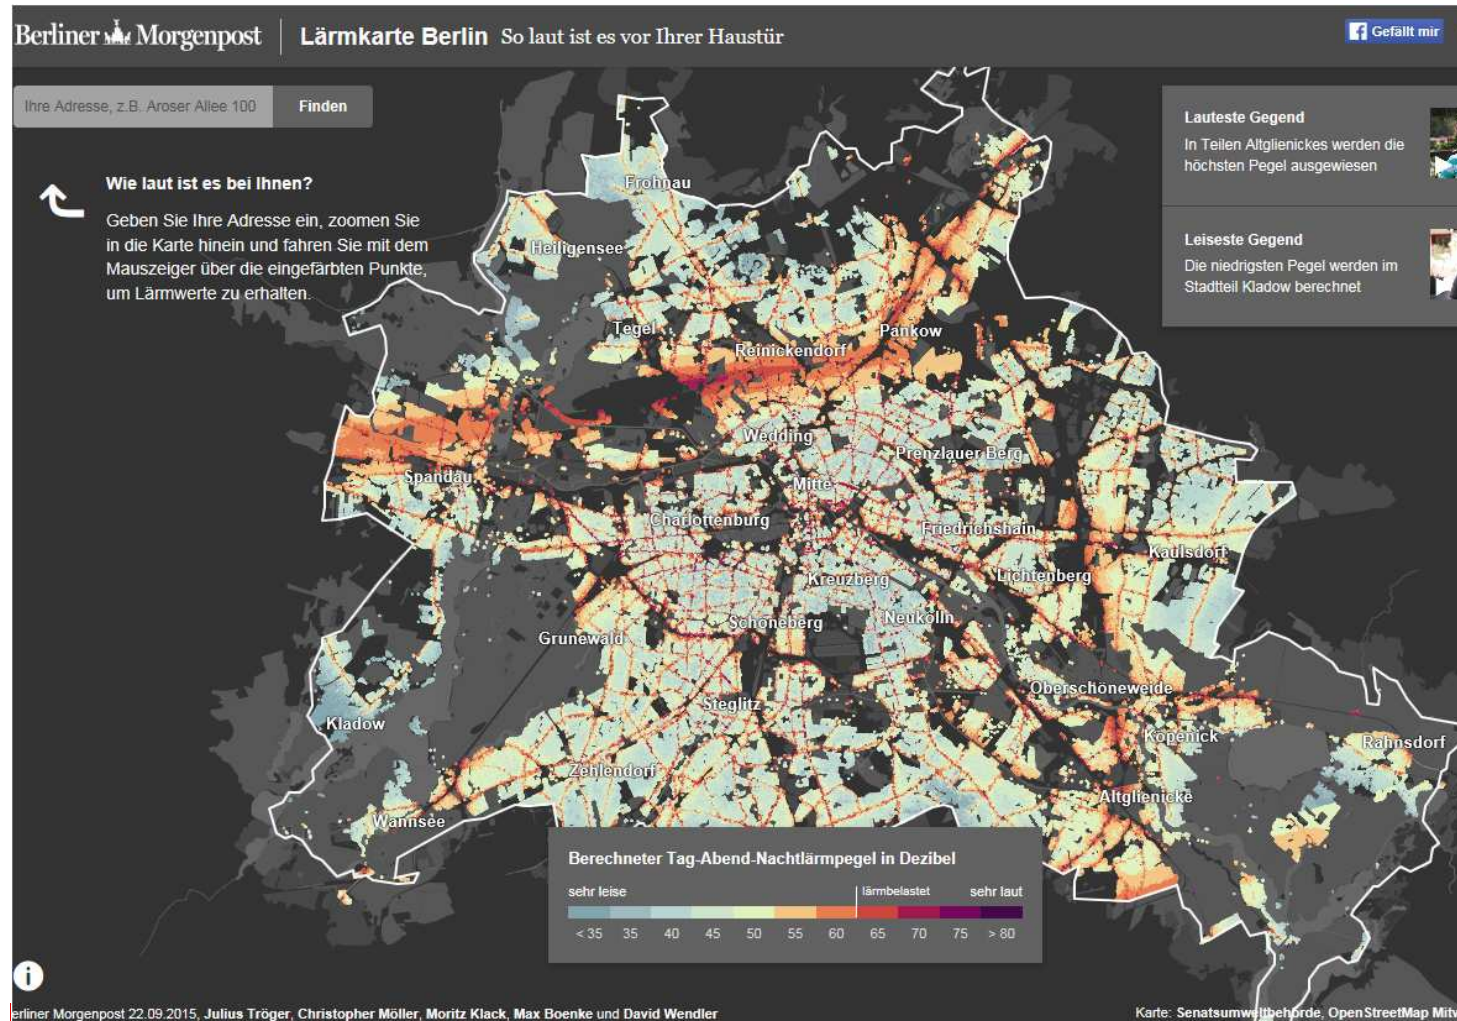 Berliner Morgenpost Lärmkarte Berlin So laut ist es vor Ihrer Haustür
Gefällt mir
Ihre Adresse, z.B. Aroser Allee 100 Finden
Wie laut ist es bei Ihnen?
Geben Sie Ihre Adresse ein, zoomen Sie
in die Karte hinein und fahren Sie mit dem
Mauszeiger über die eingefärbten Punkte,
um Lärmwerte zu erhalten.
Lauteste Gegend
In Teilen Altglienickes werden die
höchsten Pegel ausgewiesen
Leiseste Gegend
Die niedrigsten Pegel werden im
Stadtteil Kladow berechnet
Frohnau
Heiligensee
Tegel
Pankow
Reinickendorf
Wedding
Prenzlauer Berg
Spandau
Mitte
Charlottenburg
Friedrichshain
Kaulsdorf
Lichtenberg
Kreuzberg
Schöneberg
Neukölln
Grunewald
Oberschöneweide
Steglitz
Kladow
Köpenick
Rahnsdorf
Zehlendorf
Altglienicke
Wannsee
Berechneter Tag-Abend-Nachtlärmpegel in Dezibel
sehr leise lärmbelastet sehr laut
< 35 35 40 45 50 55 60 65 70 75 > 80
erliner Morgenpost 22.09.2015, Julius Tröger, Christopher Möller, Moritz Klack, Max Boenke und David Wendler
Karte: Senatsumweltbehörde, OpenStreetMap Mitw